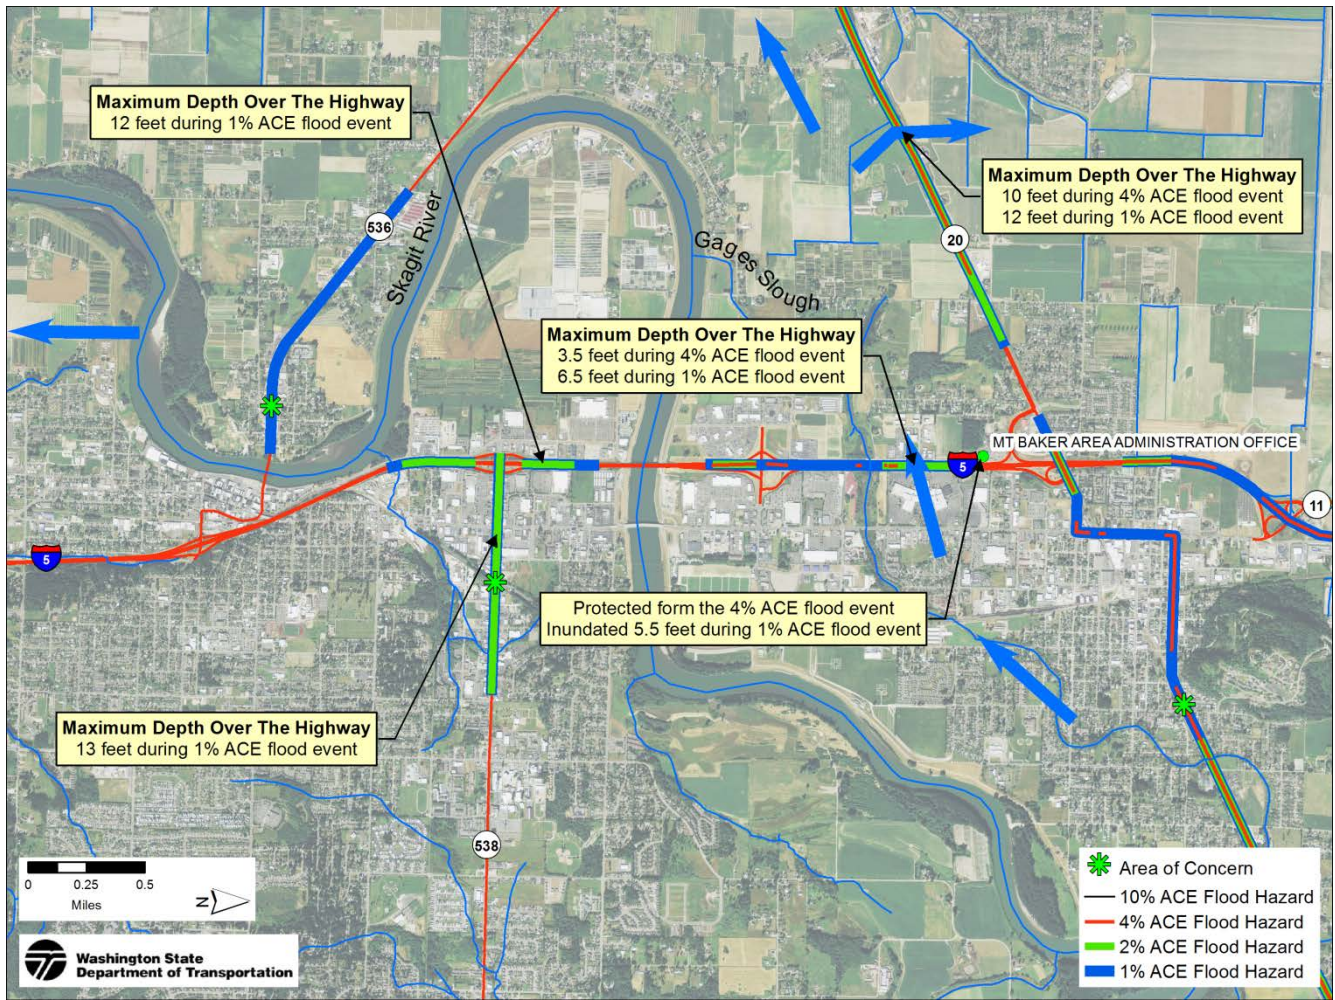 Maximum Depth Over The Highway
12 feet during 1% ACE flood event
Maximum Depth Over The Highway
10 feet during 4% ACE flood event
12 feet during 1% ACE flood event
536
Skagit River
20
Gages Slough
Maximum Depth Over The Highway
3.5 feet during 4% ACE flood event
6.5 feet during 1% ACE flood event
MT BAKER AREA ADMINISTRATION OFFICE
5
11
5
Protected form the 4% ACE flood event
Inundated 5.5 feet during 1% ACE flood event
Maximum Depth Over The Highway
13 feet during 1% ACE flood event
538
0 0.25 0.5
Miles
N
Washington State
Department of Transportation
Area of Concern
10% ACE Flood Hazard
4% ACE Flood Hazard
2% ACE Flood Hazard
1% ACE Flood Hazard